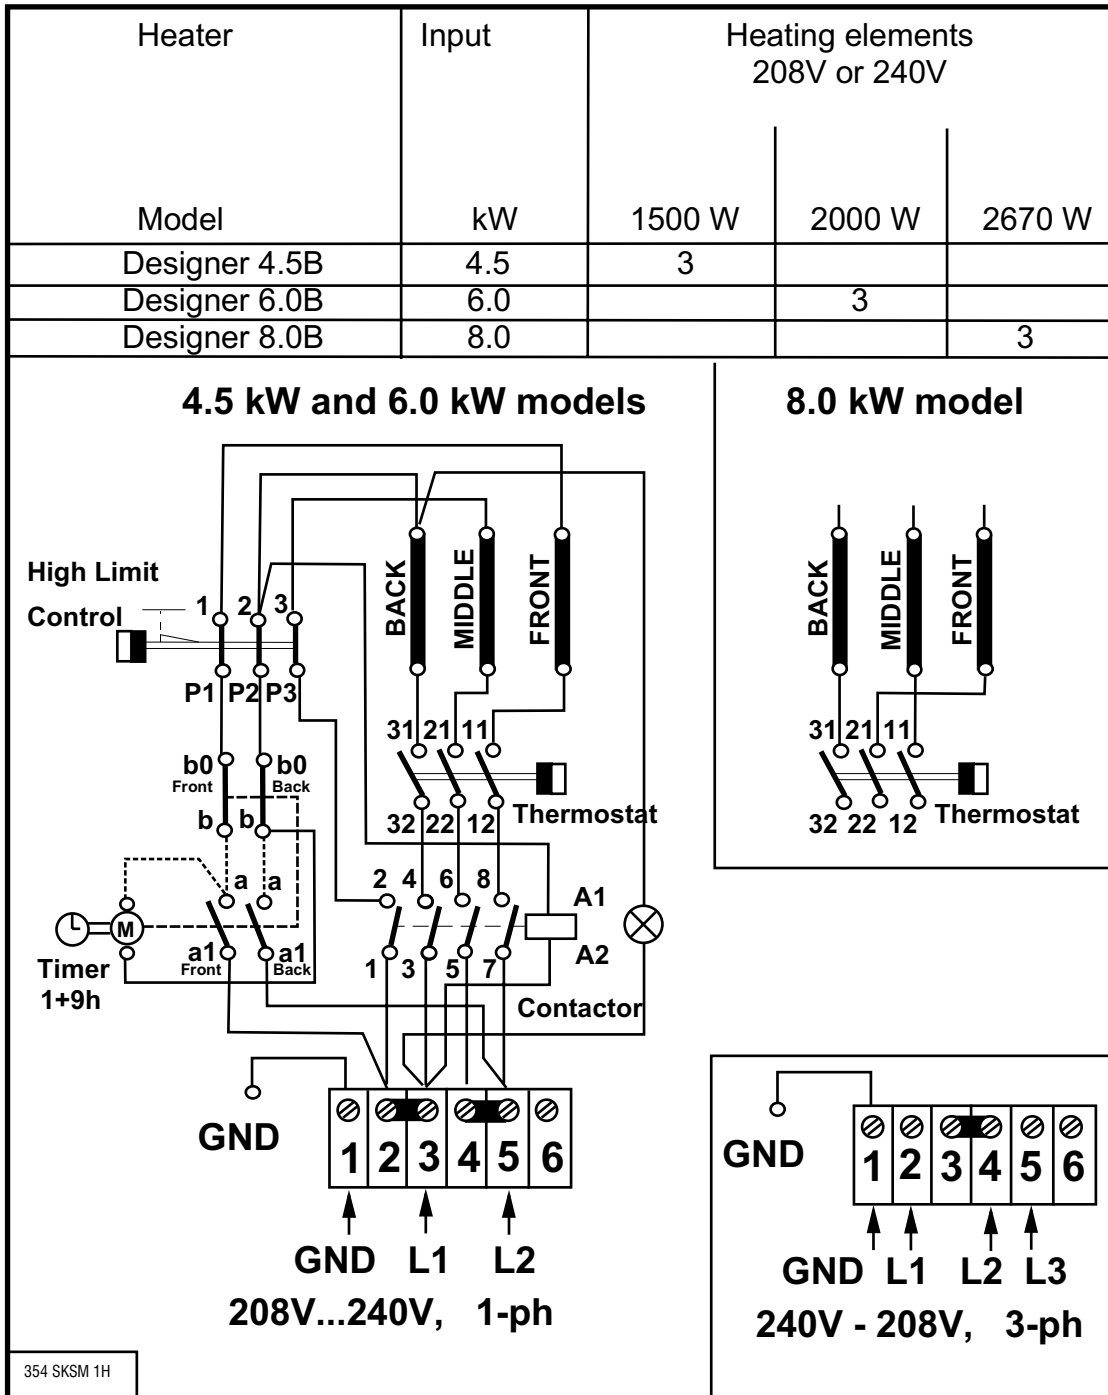 Heater Input Heating elements
208V or 240V
Model kW 1500 W 2000 W 2670 W
Designer 4.5B 4.5 3
Designer 6.0B 6.0 3
Designer 8.0B 8.0 3
4.5 kW and 6.0 kW models
High Limit
Control
1 2 3
P1 P2 P3
BACK
MIDDLE
FRONT
31 21 11
Thermostat
32 22 12
b0 b0
Front Back
b b
a a
M
a1 a1
Front Back
Timer
1+9h
2 4 6 8
A1
A2
1 3 5 7
Contactor
GND
1 2 3 4 5 6
GND L1 L2
208V...240V, 1-ph
8.0 kW model
BACK
MIDDLE
FRONT
31 21 11
Thermostat
32 22 12
GND
1 2 3 4 5 6
GND L1 L2 L3
240V - 208V, 3-ph
354 SKSM 1H